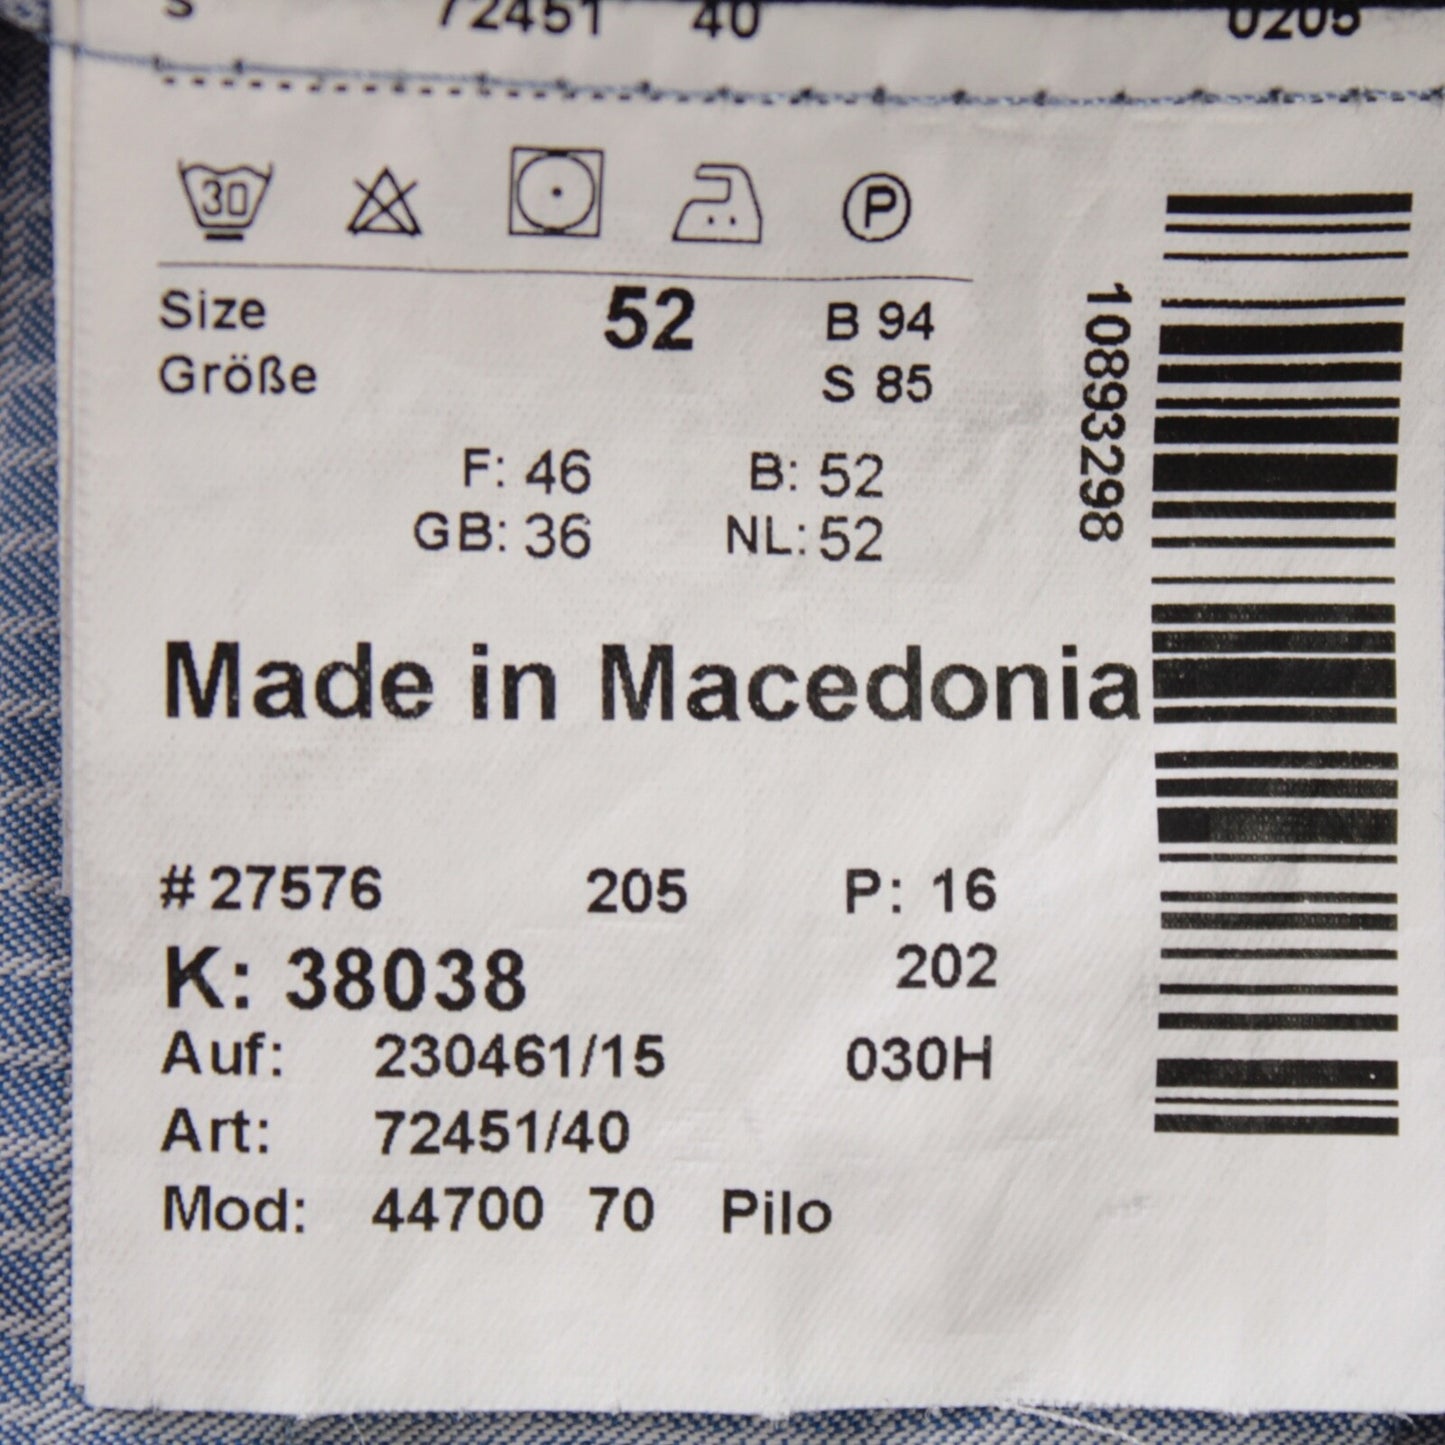 S 72451 40 0205
30 P
Size 52 B 94
Größe S 85
F: 46 B: 52
GB: 36 NL: 52
Made in Macedonia
10893298
# 27576 205 P: 16
K: 38038 202
Auf: 230461/15 030H
Art: 72451/40
Mod: 44700 70 Pilo